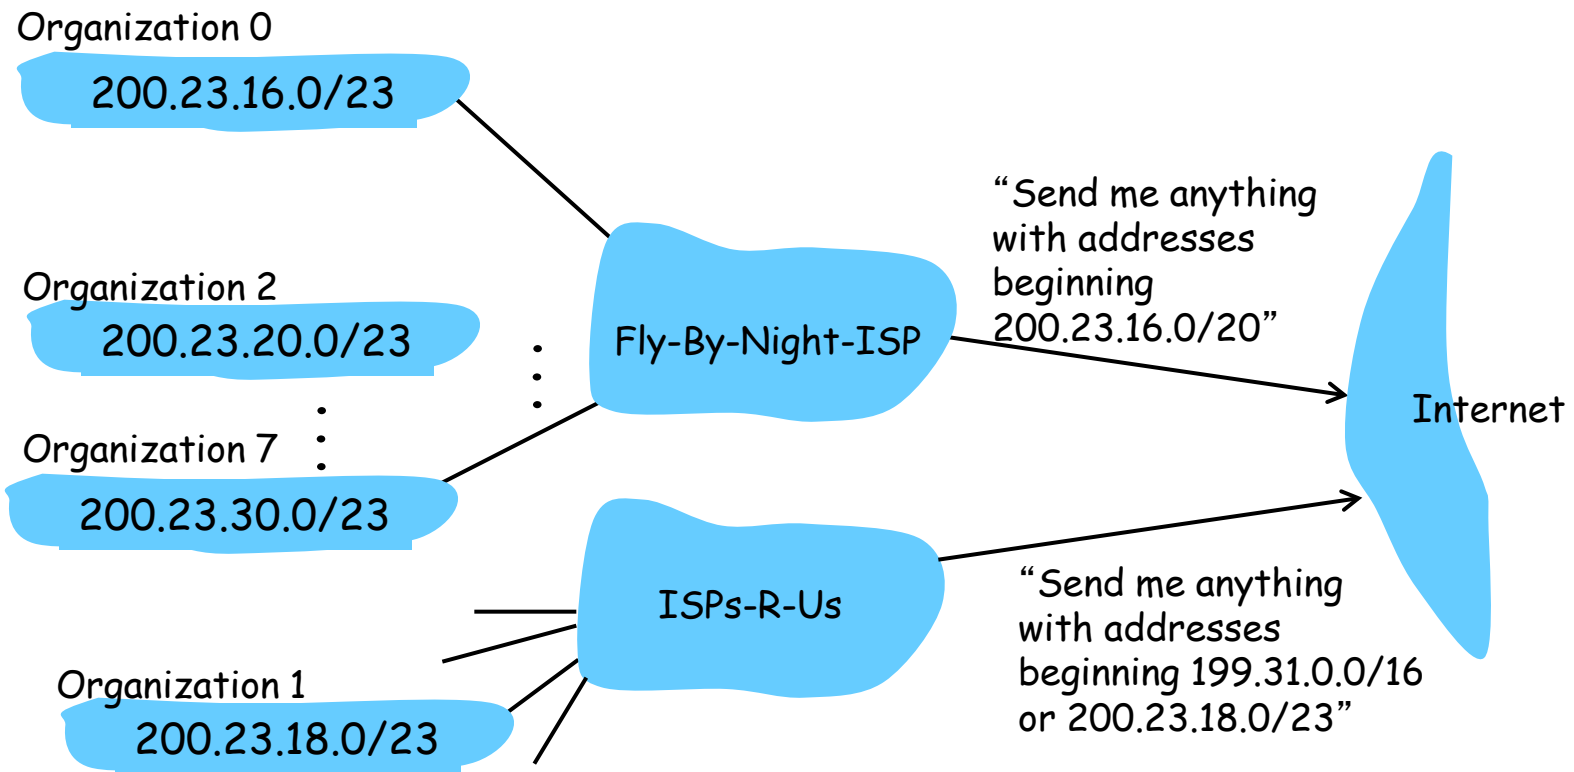 Organization 0
200.23.16.0/23
Organization 2
200.23.20.0/23
Organization 7
200.23.30.0/23
Fly-By-Night-ISP
“Send me anything
with addresses
beginning
200.23.16.0/20”
Internet
ISPs-R-Us
“Send me anything
with addresses
beginning 199.31.0.0/16
or 200.23.18.0/23”
Organization 1
200.23.18.0/23